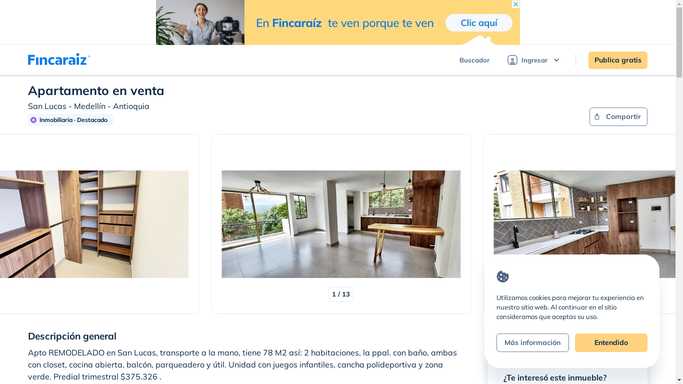 En Fincaraíz te ven porque te ven
Clic aquí
Fincaraíz
Buscador
Ingresar
Publica gratis
Apartamento en venta
San Lucas - Medellín - Antioquia
Inmobiliaria · Destacado
Compartir
1 / 13
Utilizamos cookies para mejorar tu experiencia en
nuestro sitio web. Al continuar en el sitio
consideramos que aceptas su uso.
Más información
Entendido
Descripción general
Apto REMODELADO en San Lucas, transporte a la mano, tiene 78 M2 así: 2 habitaciones, la ppal. con baño, ambas
con closet, cocina abierta, balcón, parqueadero y útil. Unidad con juegos infantiles, cancha polideportiva y zona
verde. Predial trimestral $375.326 .
¿Te interesó este inmueble?